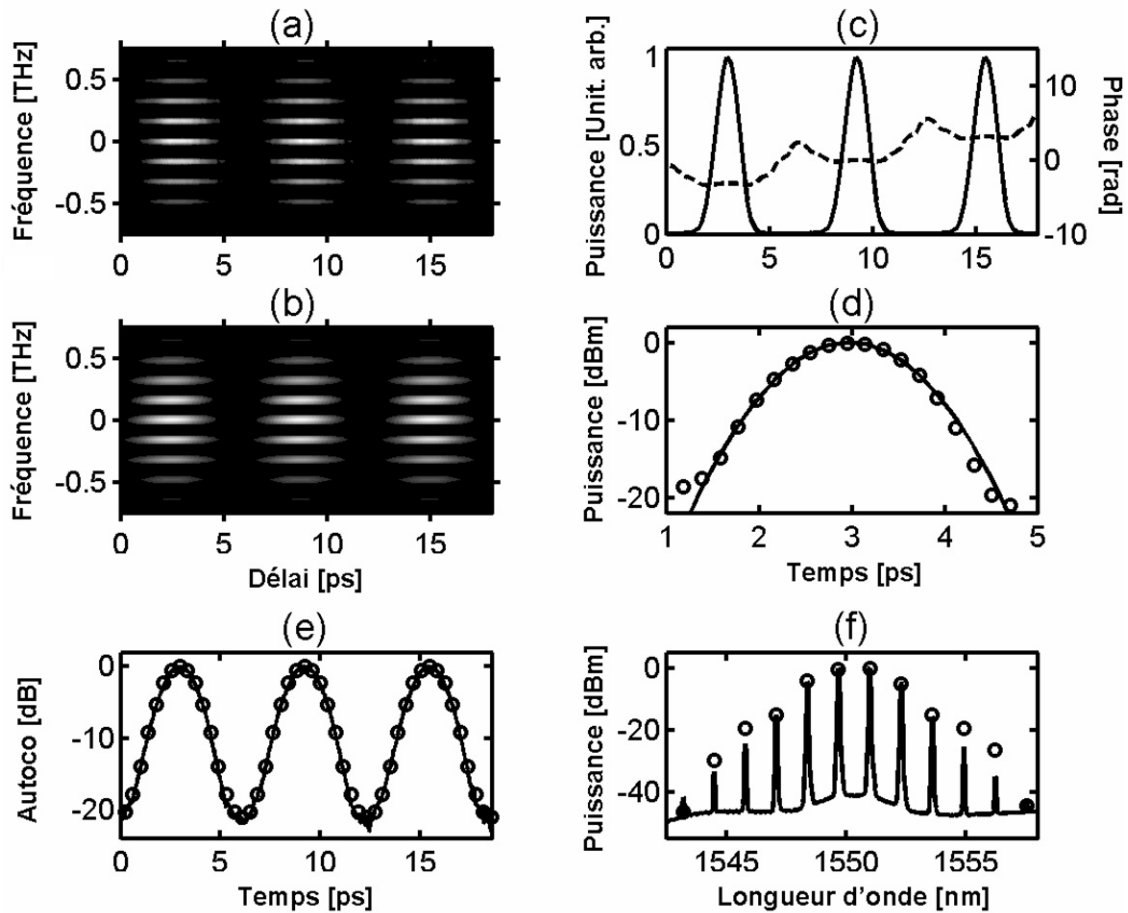 (a)
Fréquence [THz]
0.5
0
-0.5
0 5 10 15
(b)
Fréquence [THz]
0.5
0
-0.5
0 5 10 15
Délai [ps]
(c)
Puissance [Unit. arb.]
1
0.5
0
0 5 10 15
10
0
-10
Phase [rad]
(d)
Puissance [dBm]
0
-10
-20
1 2 3 4 5
Temps [ps]
(e)
Autoco [dB]
0
-10
-20
0 5 10 15
Temps [ps]
(f)
Puissance [dBm]
0
-20
-40
1545 1550 1555
Longueur d'onde [nm]